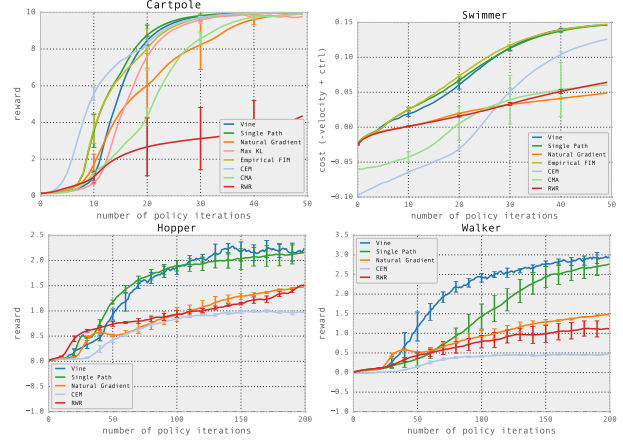 Cartpole
10
8
6
4
2
0
0 10 20 30 40 50
reward
number of policy iterations
Vine
Single Path
Natural Gradient
Max KL
Empirical FIM
CEM
CMA
RWR
Swimmer
0.15
0.10
0.05
0.00
−0.05
−0.10
0 10 20 30 40 50
cost (-velocity + ctrl)
number of policy iterations
Vine
Single Path
Natural Gradient
Empirical FIM
CEM
CMA
RWR
Hopper
2.5
2.0
1.5
1.0
0.5
0.0
−0.5
−1.0
0 50 100 150 200
reward
number of policy iterations
Vine
Single Path
Natural Gradient
CEM
RWR
Walker
3.5
3.0
2.5
2.0
1.5
1.0
0.5
0.0
−0.5
−1.0
0 50 100 150 200
reward
number of policy iterations
Vine
Single Path
Natural Gradient
CEM
RWR